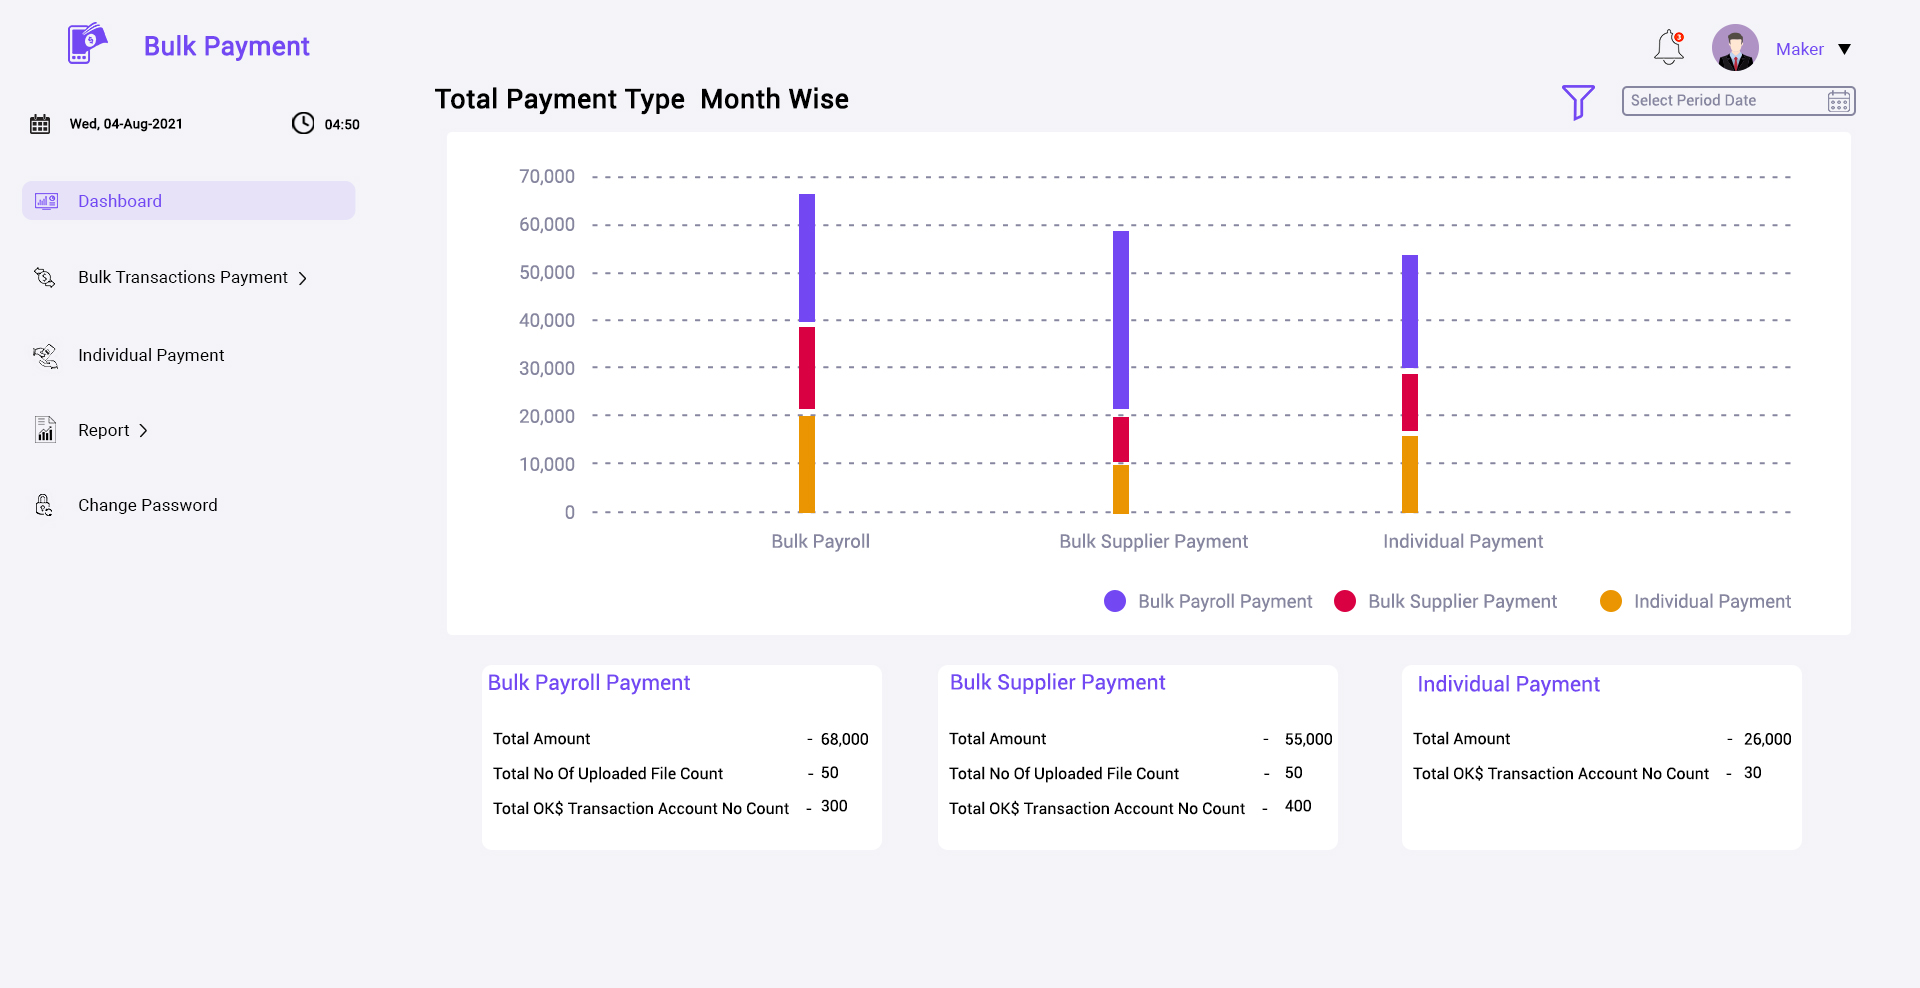 Bulk Payment
3
Maker
Wed, 04-Aug-2021
04:50
Dashboard
Bulk Transactions Payment
Individual Payment
Report
Change Password
Total Payment Type Month Wise
Select Period Date
70,000
60,000
50,000
40,000
30,000
20,000
10,000
0
Bulk Payroll
Bulk Supplier Payment
Individual Payment
Bulk Payroll Payment
Bulk Supplier Payment
Individual Payment
Bulk Payroll Payment
Total Amount - 68,000
Total No Of Uploaded File Count - 50
Total OK$ Transaction Account No Count - 300
Bulk Supplier Payment
Total Amount - 55,000
Total No Of Uploaded File Count - 50
Total OK$ Transaction Account No Count - 400
Individual Payment
Total Amount - 26,000
Total OK$ Transaction Account No Count - 30